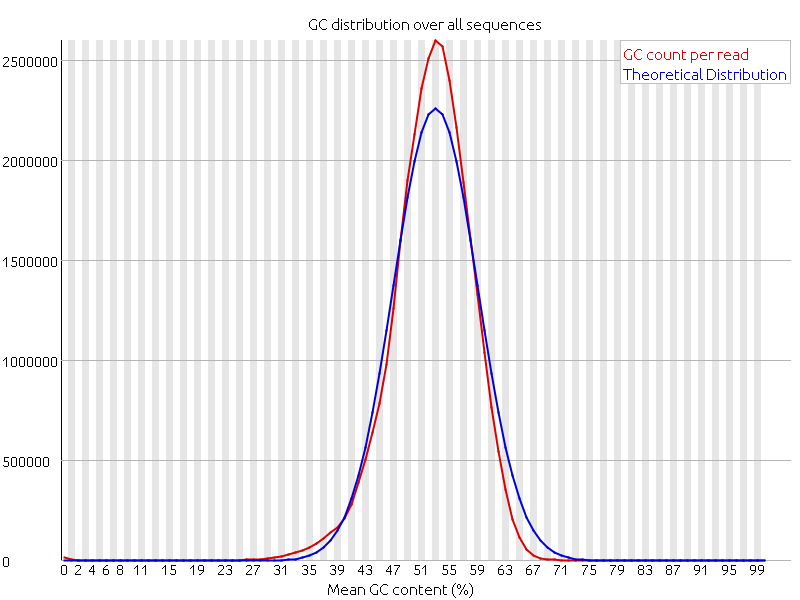 GC distribution over all sequences
GC count per read
Theoretical Distribution
2500000
2000000
1500000
1000000
500000
0
0 2 4 6 8 11 15 19 23 27 31 35 39 43 47 51 55 59 63 67 71 75 79 83 87 91 95 99
Mean GC content (%)